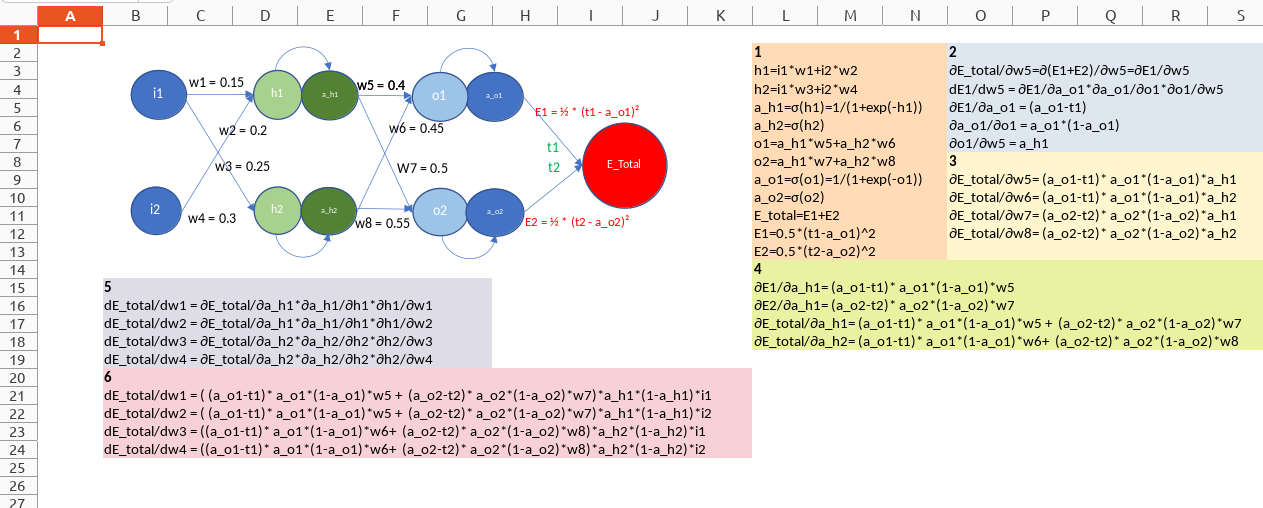 A B C D E F G H I J K L M N O P Q R S
1
2
3
4
5
6
7
8
9
10
11
12
13
14
15
16
17
18
19
20
21
22
23
24
25
26
27
i1
w1 = 0.15
h1
a_h1
w5 = 0.4
o1
a_o1
E1 = ½ * (t1 - a_o1)²
w2 = 0.2
w6 = 0.45
t1
w3 = 0.25
W7 = 0.5
t2
E_Total
i2
w4 = 0.3
h2
a_h2
w8 = 0.55
o2
a_o2
E2 = ½ * (t2 - a_o2)²
1
h1=i1*w1+i2*w2
h2=i1*w3+i2*w4
a_h1=σ(h1)=1/(1+exp(-h1))
a_h2=σ(h2)
o1=a_h1*w5+a_h2*w6
o2=a_h1*w7+a_h2*w8
a_o1=σ(o1)=1/(1+exp(-o1))
a_o2=σ(o2)
E_total=E1+E2
E1=0,5*(t1-a_o1)^2
E2=0,5*(t2-a_o2)^2
2
∂E_total/∂w5=∂(E1+E2)/∂w5=∂E1/∂w5
dE1/dw5 = ∂E1/∂a_o1*∂a_o1/∂o1*∂o1/∂w5
∂E1/∂a_o1 = (a_o1-t1)
∂a_o1/∂o1 = a_o1*(1-a_o1)
∂o1/∂w5 = a_h1
3
∂E_total/∂w5= (a_o1-t1)* a_o1*(1-a_o1)*a_h1
∂E_total/∂w6= (a_o1-t1)* a_o1*(1-a_o1)*a_h2
∂E_total/∂w7= (a_o2-t2)* a_o2*(1-a_o2)*a_h1
∂E_total/∂w8= (a_o2-t2)* a_o2*(1-a_o2)*a_h2
4
∂E1/∂a_h1= (a_o1-t1)* a_o1*(1-a_o1)*w5
∂E2/∂a_h1= (a_o2-t2)* a_o2*(1-a_o2)*w7
∂E_total/∂a_h1= (a_o1-t1)* a_o1*(1-a_o1)*w5 + (a_o2-t2)* a_o2*(1-a_o2)*w7
∂E_total/∂a_h2= (a_o1-t1)* a_o1*(1-a_o1)*w6+ (a_o2-t2)* a_o2*(1-a_o2)*w8
5
dE_total/dw1 = ∂E_total/∂a_h1*∂a_h1/∂h1*∂h1/∂w1
dE_total/dw2 = ∂E_total/∂a_h1*∂a_h1/∂h1*∂h1/∂w2
dE_total/dw3 = ∂E_total/∂a_h2*∂a_h2/∂h2*∂h2/∂w3
dE_total/dw4 = ∂E_total/∂a_h2*∂a_h2/∂h2*∂h2/∂w4
6
dE_total/dw1 = ( (a_o1-t1)* a_o1*(1-a_o1)*w5 + (a_o2-t2)* a_o2*(1-a_o2)*w7)*a_h1*(1-a_h1)*i1
dE_total/dw2 = ( (a_o1-t1)* a_o1*(1-a_o1)*w5 + (a_o2-t2)* a_o2*(1-a_o2)*w7)*a_h1*(1-a_h1)*i2
dE_total/dw3 = ((a_o1-t1)* a_o1*(1-a_o1)*w6+ (a_o2-t2)* a_o2*(1-a_o2)*w8)*a_h2*(1-a_h2)*i1
dE_total/dw4 = ((a_o1-t1)* a_o1*(1-a_o1)*w6+ (a_o2-t2)* a_o2*(1-a_o2)*w8)*a_h2*(1-a_h2)*i2